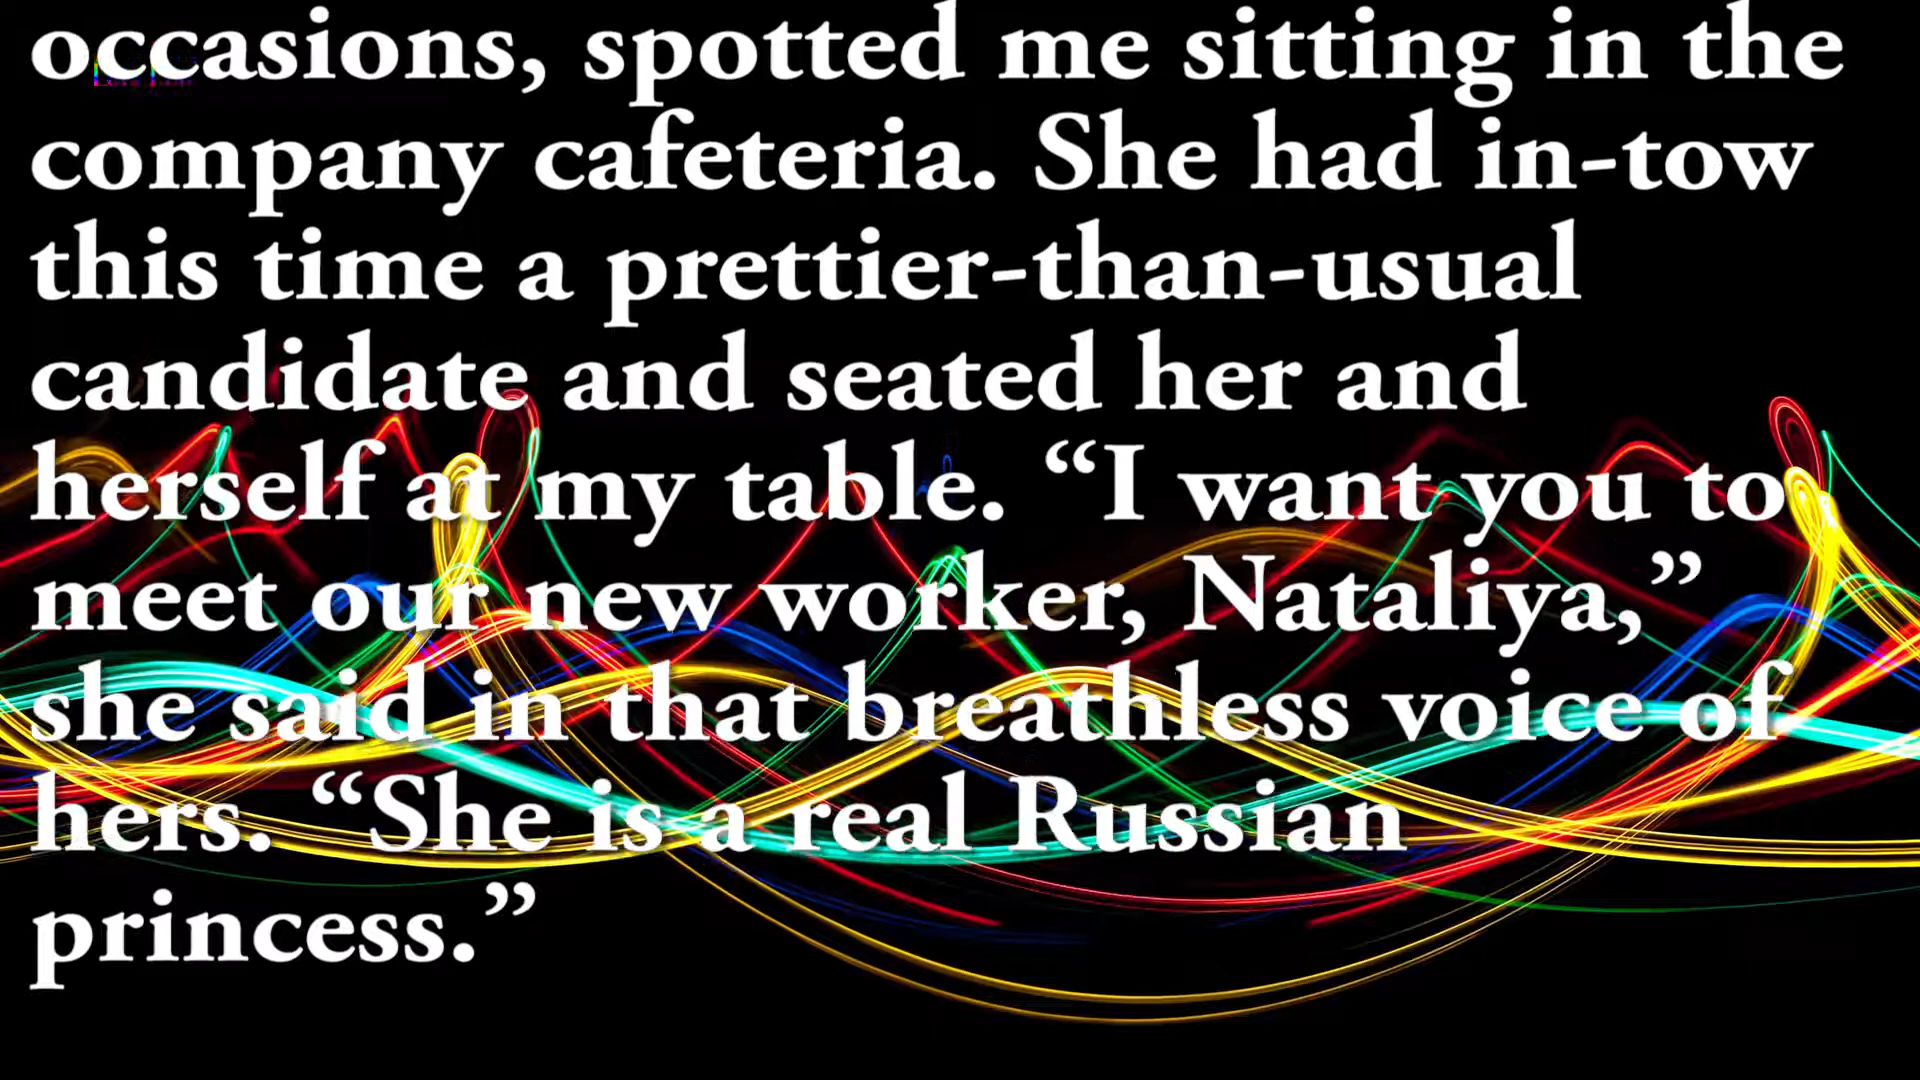 occasions, spotted me sitting in the
company cafeteria. She had in-tow
this time a prettier-than-usual
candidate and seated her and
herself at my table. “I want you to
meet our new worker, Nataliya,”
she said in that breathless voice of
hers. “She is a real Russian
princess.”